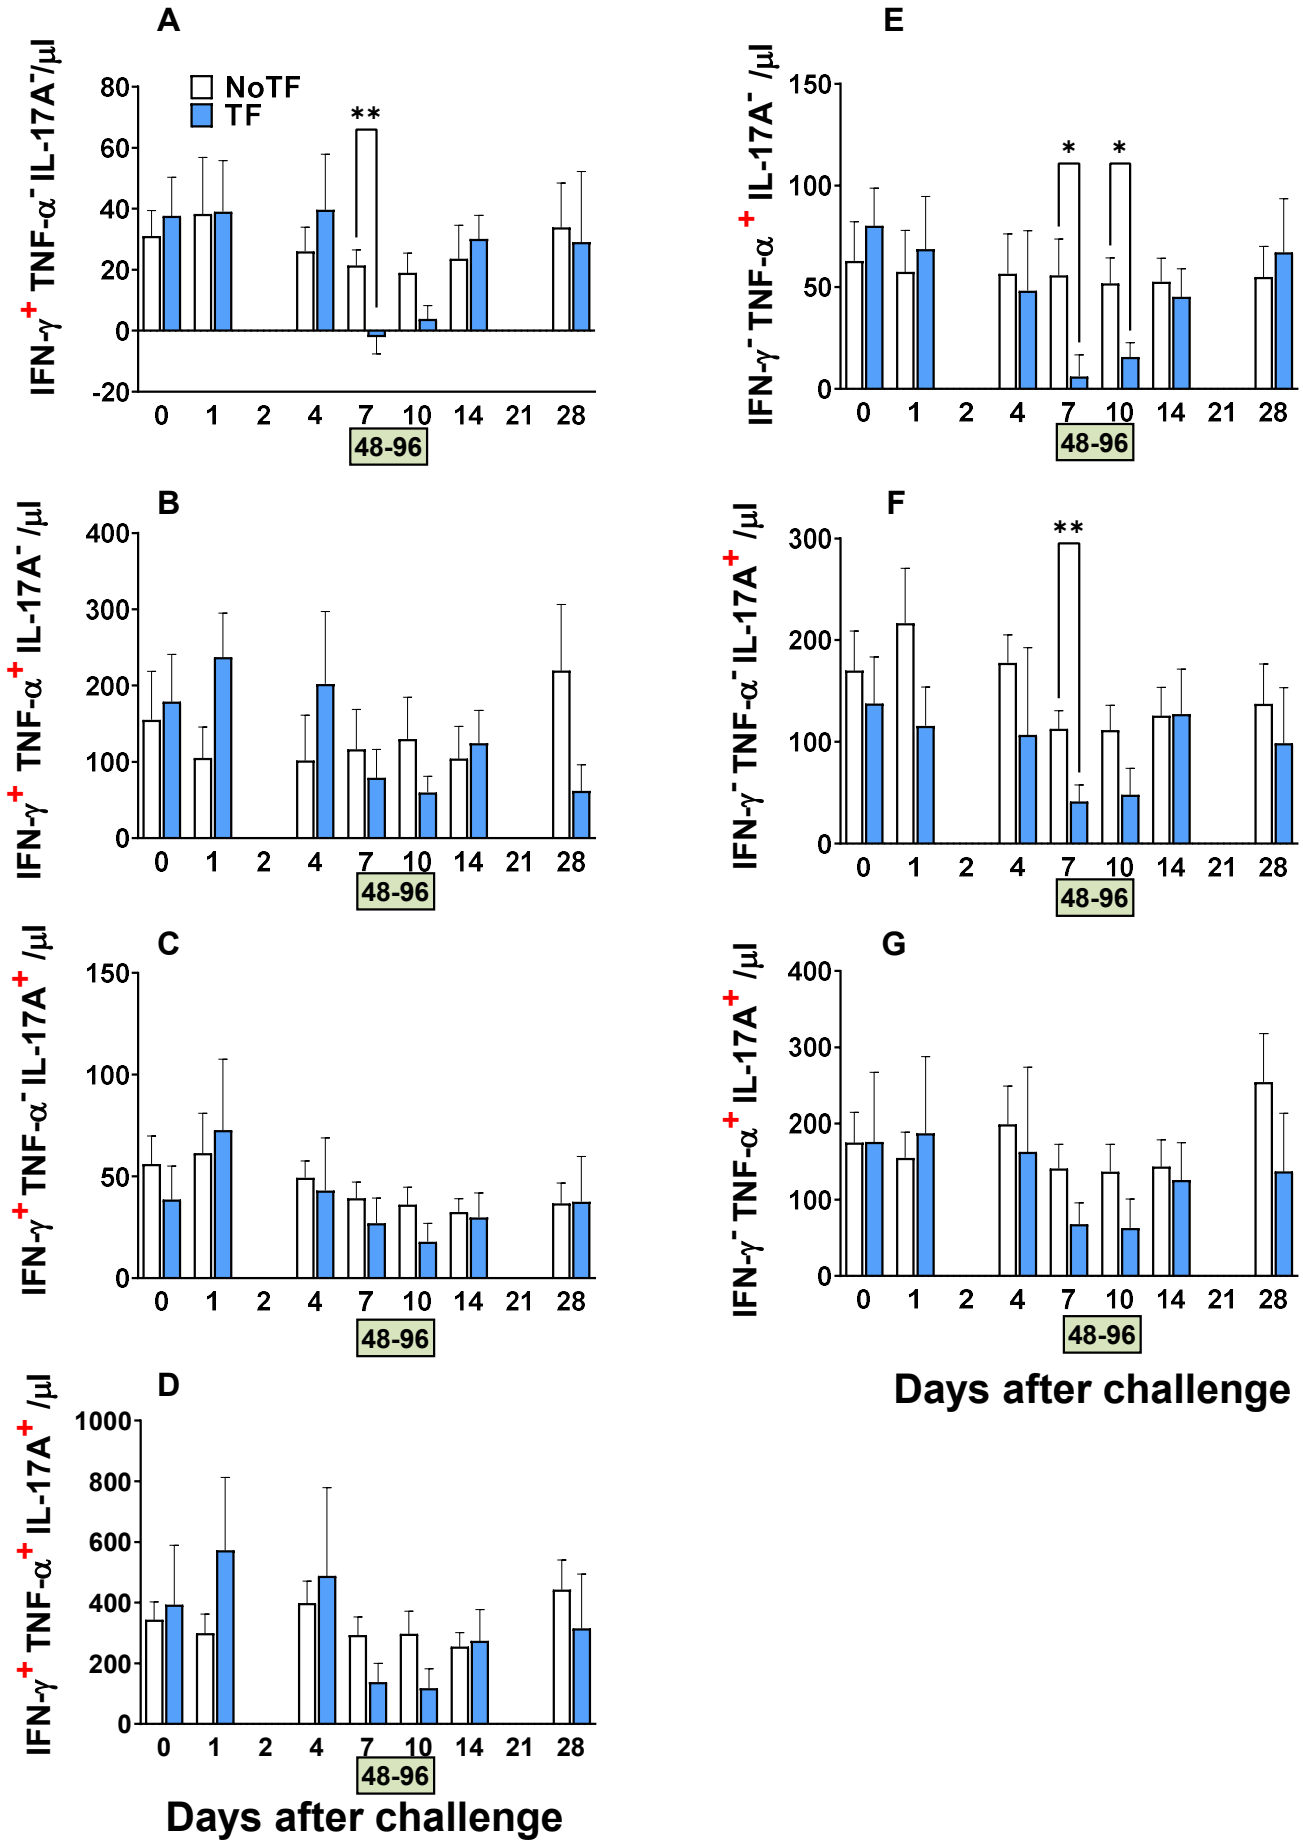 A
IFN-γ⁺ TNF-α⁻ IL-17A⁻/μl
NoTF
TF
**
80
60
40
20
0
-20
0 1 2 4 7 10 14 21 28
48-96
B
IFN-γ⁺ TNF-α⁺ IL-17A⁻ /μl
400
300
200
100
0
0 1 2 4 7 10 14 21 28
48-96
C
IFN-γ⁺ TNF-α⁻ IL-17A⁺ /μl
150
100
50
0
0 1 2 4 7 10 14 21 28
48-96
D
IFN-γ⁺ TNF-α⁺ IL-17A⁺ /μl
1000
800
600
400
200
0
0 1 2 4 7 10 14 21 28
48-96
Days after challenge
E
IFN-γ⁻ TNF-α⁺ IL-17A⁻ /μl
* *
150
100
50
0
0 1 2 4 7 10 14 21 28
48-96
F
IFN-γ⁻ TNF-α⁻ IL-17A⁺ /μl
**
300
200
100
0
0 1 2 4 7 10 14 21 28
48-96
G
IFN-γ⁻ TNF-α⁺ IL-17A⁺ /μl
400
300
200
100
0
0 1 2 4 7 10 14 21 28
48-96
Days after challenge